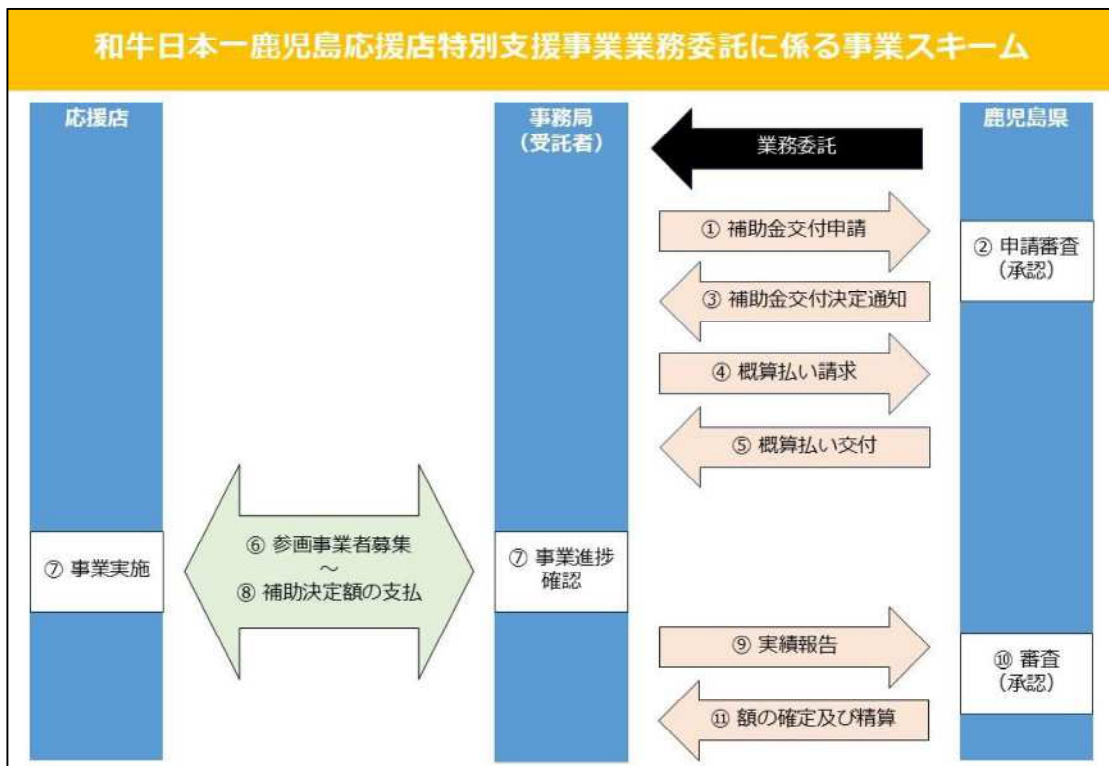 和牛日本一鹿児島応援店特別支援事業業務委託に係る事業スキーム
応援店
事務局
（受託者）
鹿児島県
業務委託
① 補助金交付申請
② 申請審査
（承認）
③ 補助金交付決定通知
④ 概算払い請求
⑤ 概算払い交付
⑦ 事業実施
⑥ 参画事業者募集
～
⑧ 補助決定額の支払
⑦ 事業進捗
確認
⑨ 実績報告
⑩ 審査
（承認）
⑪ 額の確定及び精算